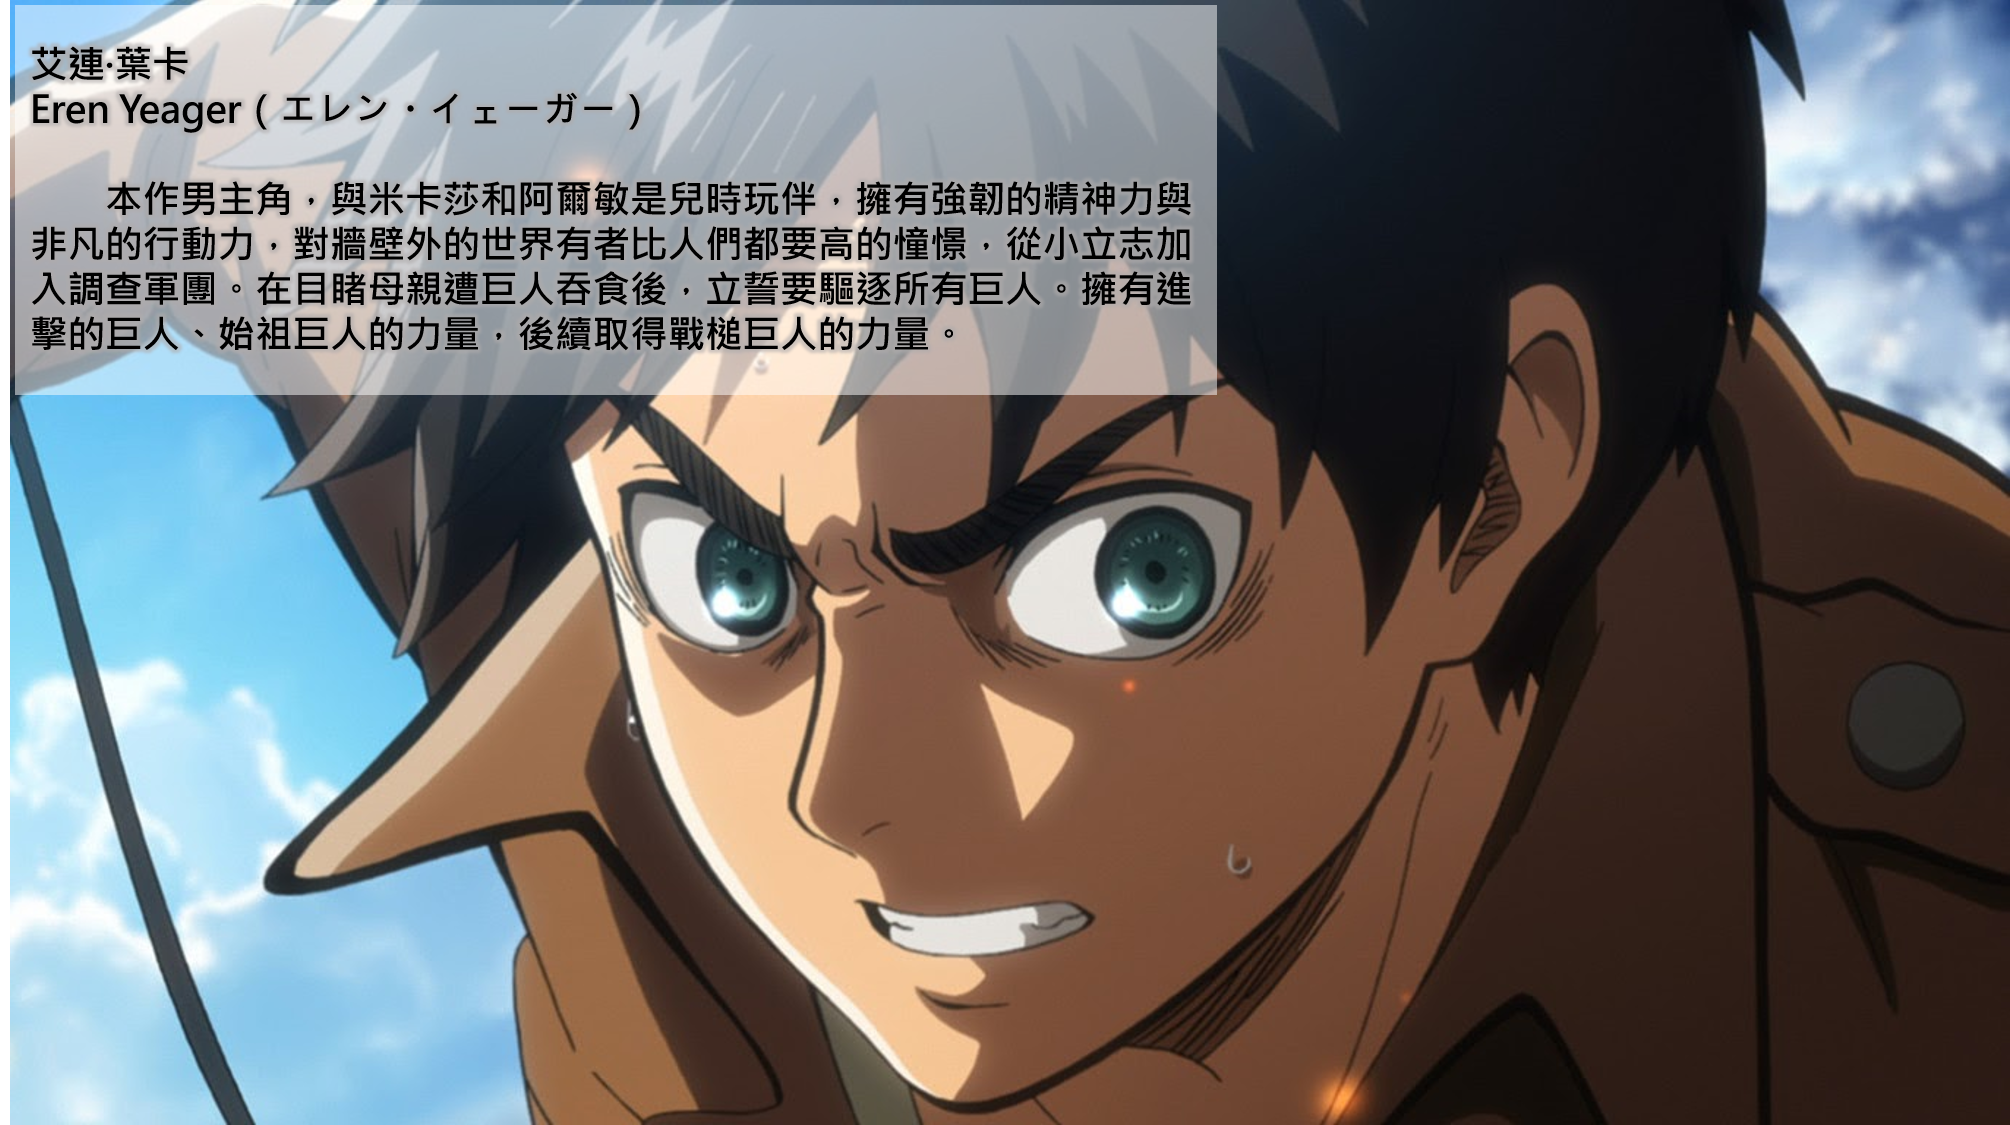 艾連·葉卡
Eren Yeager（エレン・イェーガー）
本作男主角，與米卡莎和阿爾敏是兒時玩伴，擁有強韌的精神力與
非凡的行動力，對牆壁外的世界有者比人們都要高的憧憬，從小立志加
入調查軍團。在目睹母親遭巨人吞食後，立誓要驅逐所有巨人。擁有進
擊的巨人、始祖巨人的力量，後續取得戰槌巨人的力量。